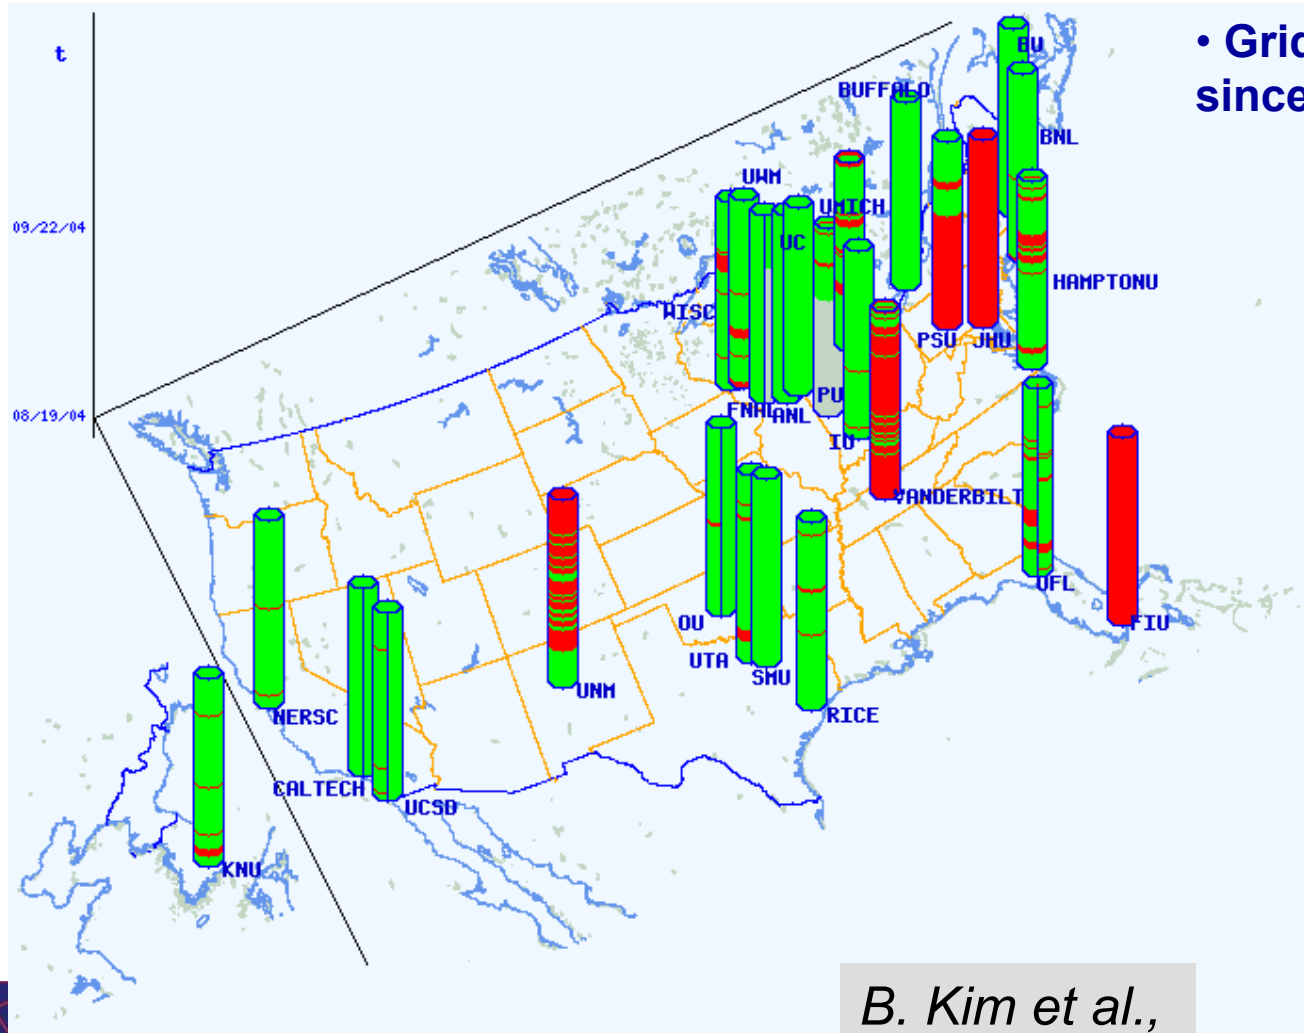 t
• Grid
since
BU
BUFFALO
BNL
UWM
UMICH
09/22/04
UC
HAMPTONU
WISC
PSU JHU
PU
08/19/04
FNAL
ANL
IU
VANDERBILT
UFL
FIU
OU
UTA
SMU
UNM
RICE
NERSC
CALTECH
UCSD
KNU
B. Kim et al.,